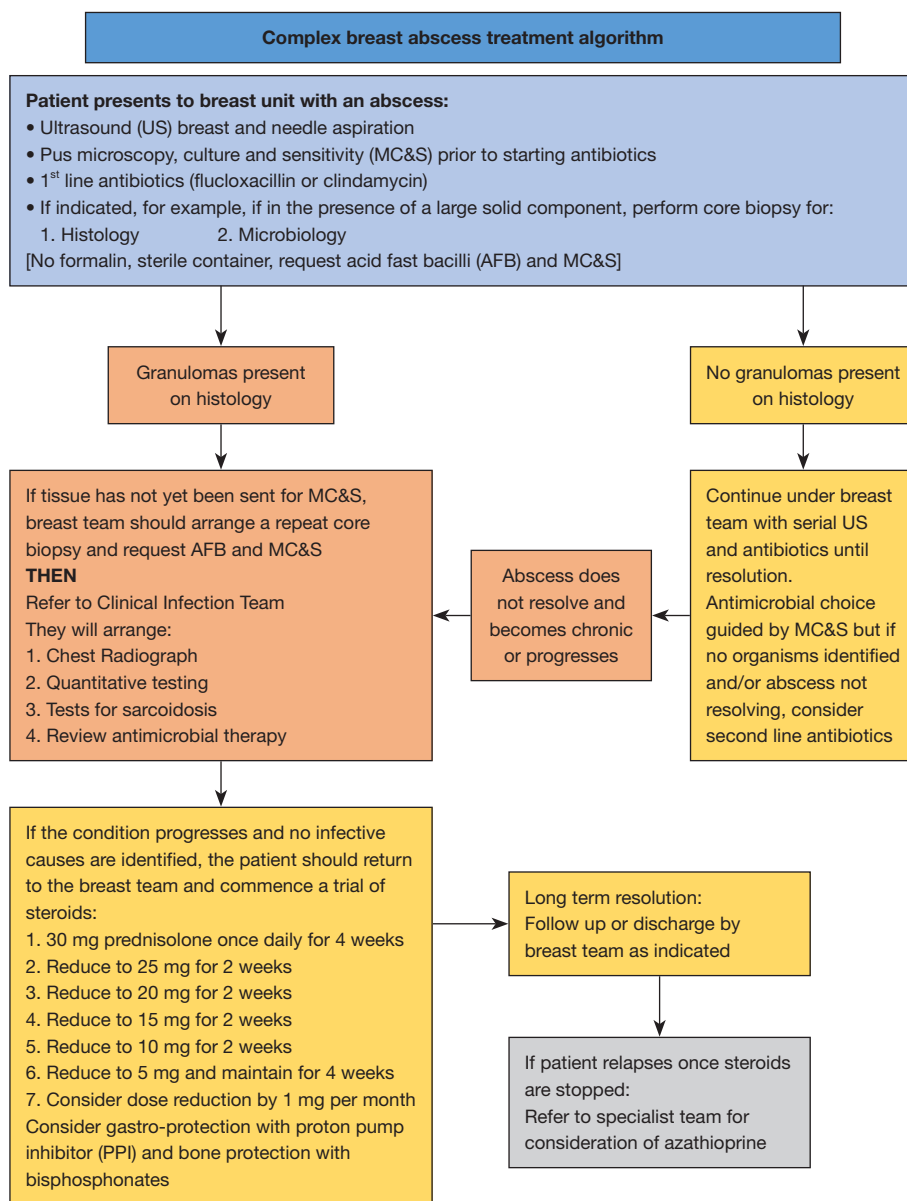 Complex breast abscess treatment algorithm
Patient presents to breast unit with an abscess:
• Ultrasound (US) breast and needle aspiration
• Pus microscopy, culture and sensitivity (MC&S) prior to starting antibiotics
• 1st line antibiotics (flucloxacillin or clindamycin)
• If indicated, for example, if in the presence of a large solid component, perform core biopsy for:
1. Histology 2. Microbiology
[No formalin, sterile container, request acid fast bacilli (AFB) and MC&S]
Granulomas present
on histology
No granulomas present
on histology
If tissue has not yet been sent for MC&S,
breast team should arrange a repeat core
biopsy and request AFB and MC&S
THEN
Refer to Clinical Infection Team
They will arrange:
1. Chest Radiograph
2. Quantitative testing
3. Tests for sarcoidosis
4. Review antimicrobial therapy
Abscess does
not resolve and
becomes chronic
or progresses
Continue under breast
team with serial US
and antibiotics until
resolution.
Antimicrobial choice
guided by MC&S but if
no organisms identified
and/or abscess not
resolving, consider
second line antibiotics
If the condition progresses and no infective
causes are identified, the patient should return
to the breast team and commence a trial of
steroids:
1. 30 mg prednisolone once daily for 4 weeks
2. Reduce to 25 mg for 2 weeks
3. Reduce to 20 mg for 2 weeks
4. Reduce to 15 mg for 2 weeks
5. Reduce to 10 mg for 2 weeks
6. Reduce to 5 mg and maintain for 4 weeks
7. Consider dose reduction by 1 mg per month
Consider gastro-protection with proton pump
inhibitor (PPI) and bone protection with
bisphosphonates
Long term resolution:
Follow up or discharge by
breast team as indicated
If patient relapses once steroids
are stopped:
Refer to specialist team for
consideration of azathioprine